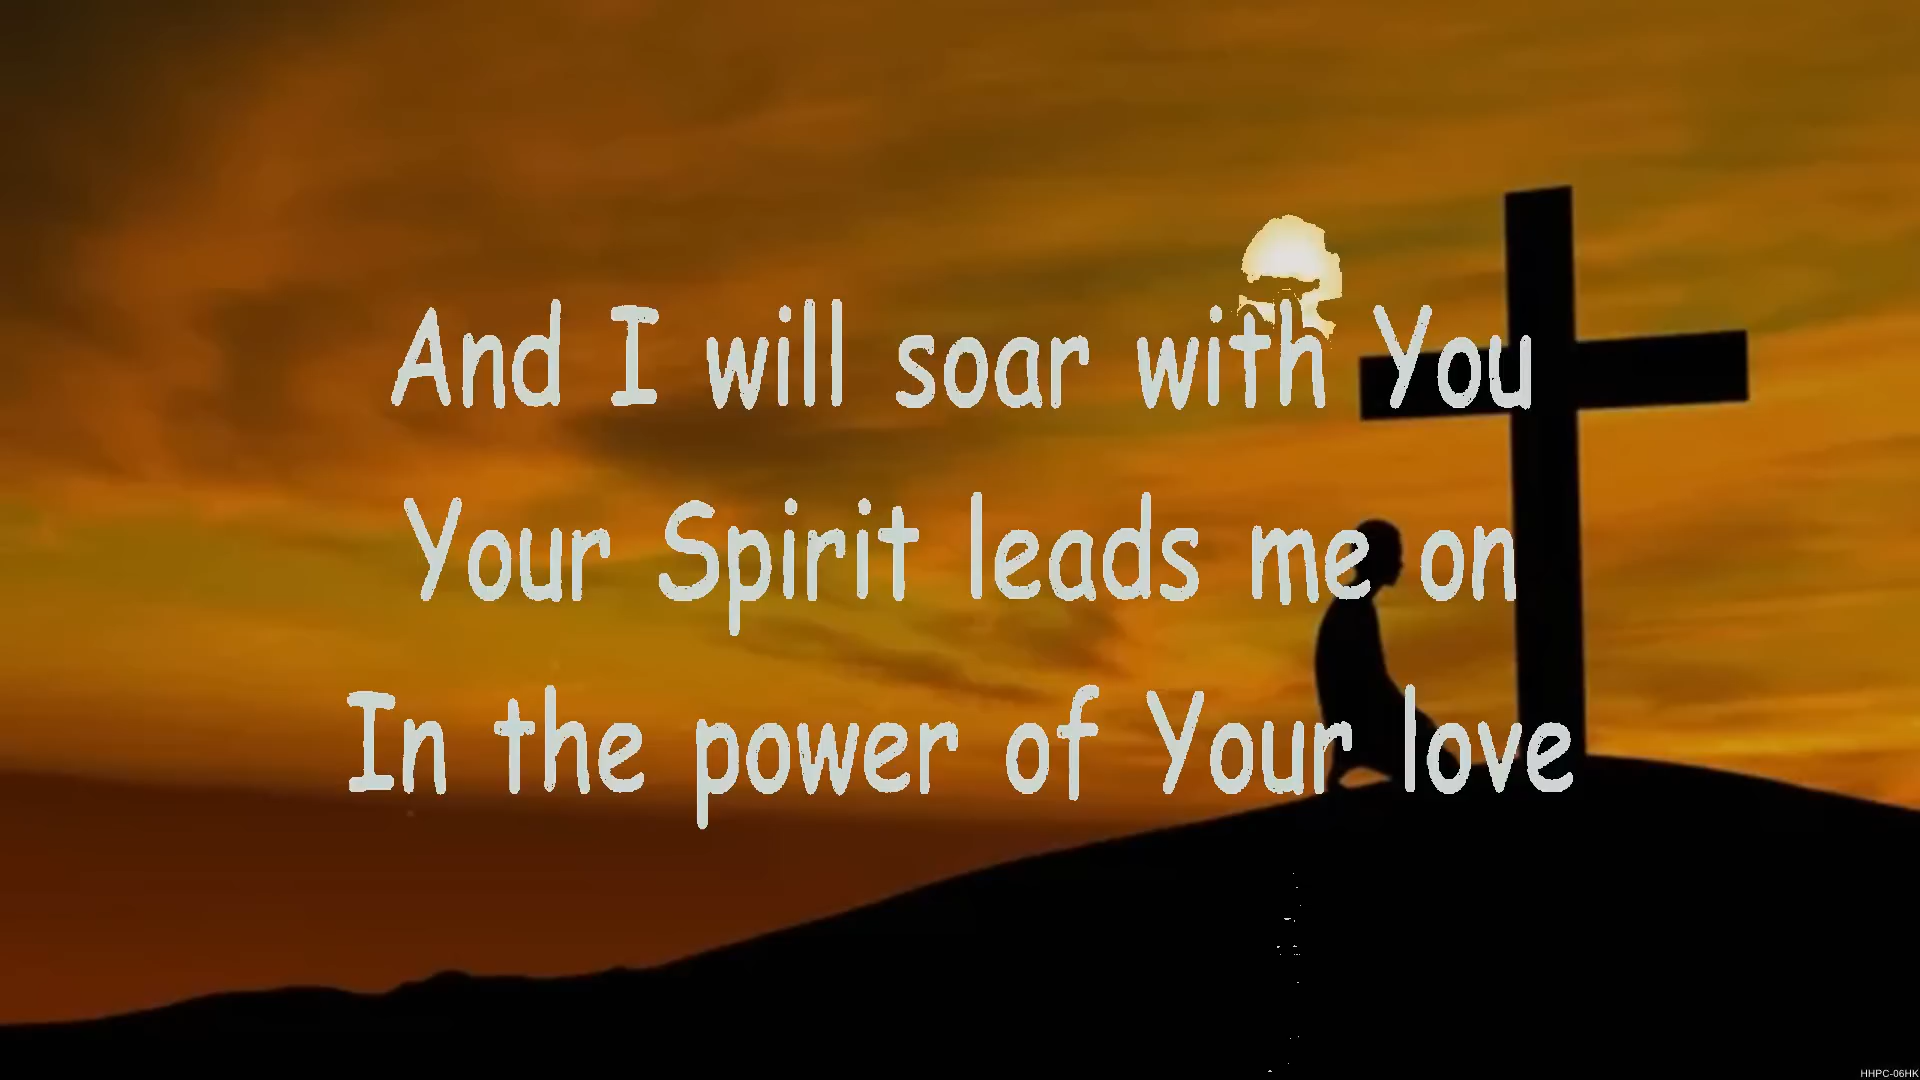 And I will soar with You
Your Spirit leads me on
In the power of Your love
HHPC-06HK